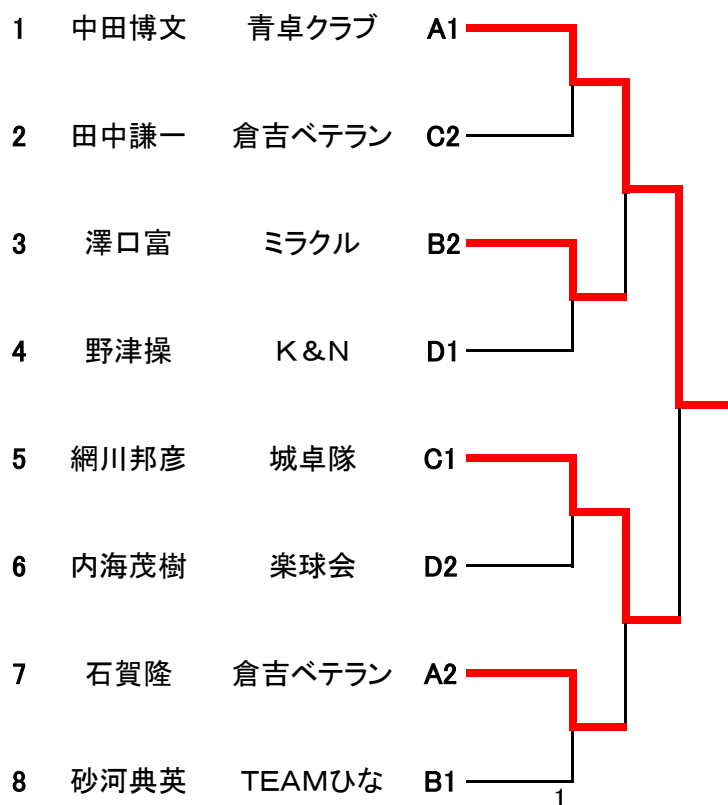 1 中田博文 青卓クラブ A1
2 田中謙一 倉吉ベテラン C2
3 澤口富 ミラクル B2
4 野津操 K&N D1
5 網川邦彦 城卓隊 C1
6 内海茂樹 楽球会 D2
7 石賀隆 倉吉ベテラン A2
8 砂河典英 TEAMひな B1
1